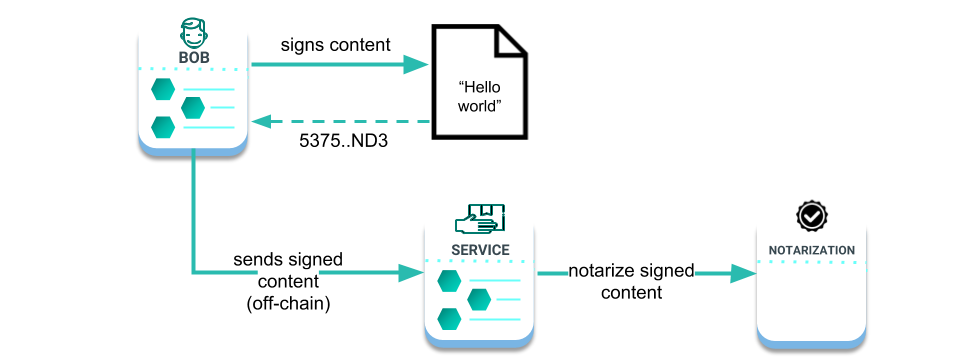 BOB
signs content
“Hello
world”
5375..ND3
sends signed
content
(off-chain)
SERVICE
notarize signed
content
NOTARIZATION